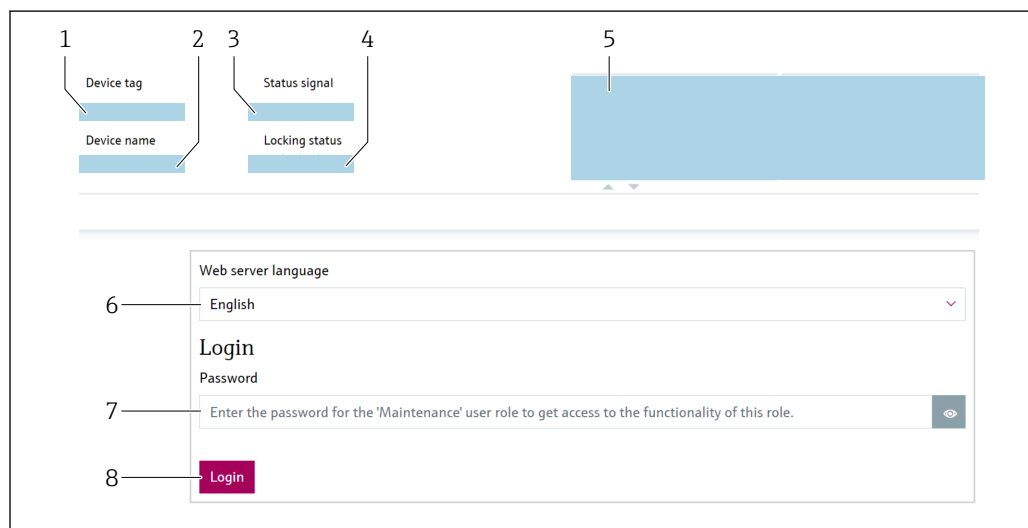 1 2 3 4 5
Device tag Status signal
Device name Locking status
Web server language
6 English
Login
Password
7 Enter the password for the 'Maintenance' user role to get access to the functionality of this role.
8 Login